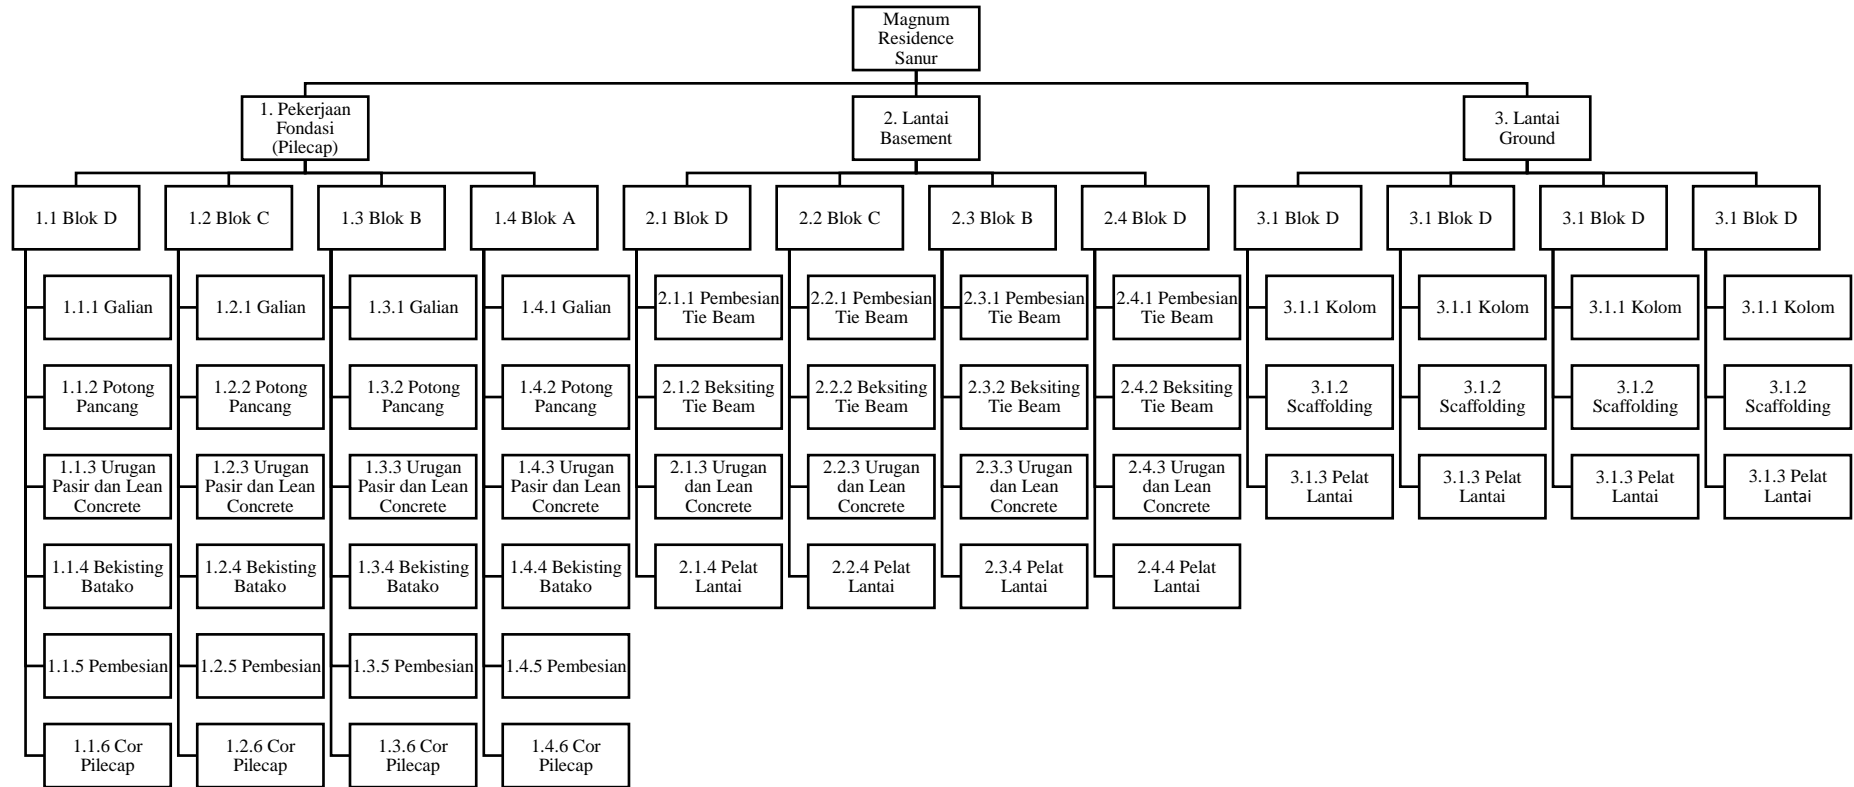 Magnum
Residence
Sanur
1. Pekerjaan
Fondasi
(Pilecap)
2. Lantai
Basement
3. Lantai
Ground
1.1 Blok D
1.2 Blok C
1.3 Blok B
1.4 Blok A
2.1 Blok D
2.2 Blok C
2.3 Blok B
2.4 Blok D
3.1 Blok D
3.1 Blok D
3.1 Blok D
3.1 Blok D
1.1.1 Galian
1.2.1 Galian
1.3.1 Galian
1.4.1 Galian
2.1.1 Pembesian
Tie Beam
2.2.1 Pembesian
Tie Beam
2.3.1 Pembesian
Tie Beam
2.4.1 Pembesian
Tie Beam
3.1.1 Kolom
3.1.1 Kolom
3.1.1 Kolom
3.1.1 Kolom
1.1.2 Potong
Pancang
1.2.2 Potong
Pancang
1.3.2 Potong
Pancang
1.4.2 Potong
Pancang
2.1.2 Beksiting
Tie Beam
2.2.2 Beksiting
Tie Beam
2.3.2 Beksiting
Tie Beam
2.4.2 Beksiting
Tie Beam
3.1.2
Scaffolding
3.1.2
Scaffolding
3.1.2
Scaffolding
3.1.2
Scaffolding
1.1.3 Urugan
Pasir dan Lean
Concrete
1.2.3 Urugan
Pasir dan Lean
Concrete
1.3.3 Urugan
Pasir dan Lean
Concrete
1.4.3 Urugan
Pasir dan Lean
Concrete
2.1.3 Urugan
dan Lean
Concrete
2.2.3 Urugan
dan Lean
Concrete
2.3.3 Urugan
dan Lean
Concrete
2.4.3 Urugan
dan Lean
Concrete
3.1.3 Pelat
Lantai
3.1.3 Pelat
Lantai
3.1.3 Pelat
Lantai
3.1.3 Pelat
Lantai
1.1.4 Bekisting
Batako
1.2.4 Bekisting
Batako
1.3.4 Bekisting
Batako
1.4.4 Bekisting
Batako
2.1.4 Pelat
Lantai
2.2.4 Pelat
Lantai
2.3.4 Pelat
Lantai
2.4.4 Pelat
Lantai
1.1.5 Pembesian
1.2.5 Pembesian
1.3.5 Pembesian
1.4.5 Pembesian
1.1.6 Cor
Pilecap
1.2.6 Cor
Pilecap
1.3.6 Cor
Pilecap
1.4.6 Cor
Pilecap